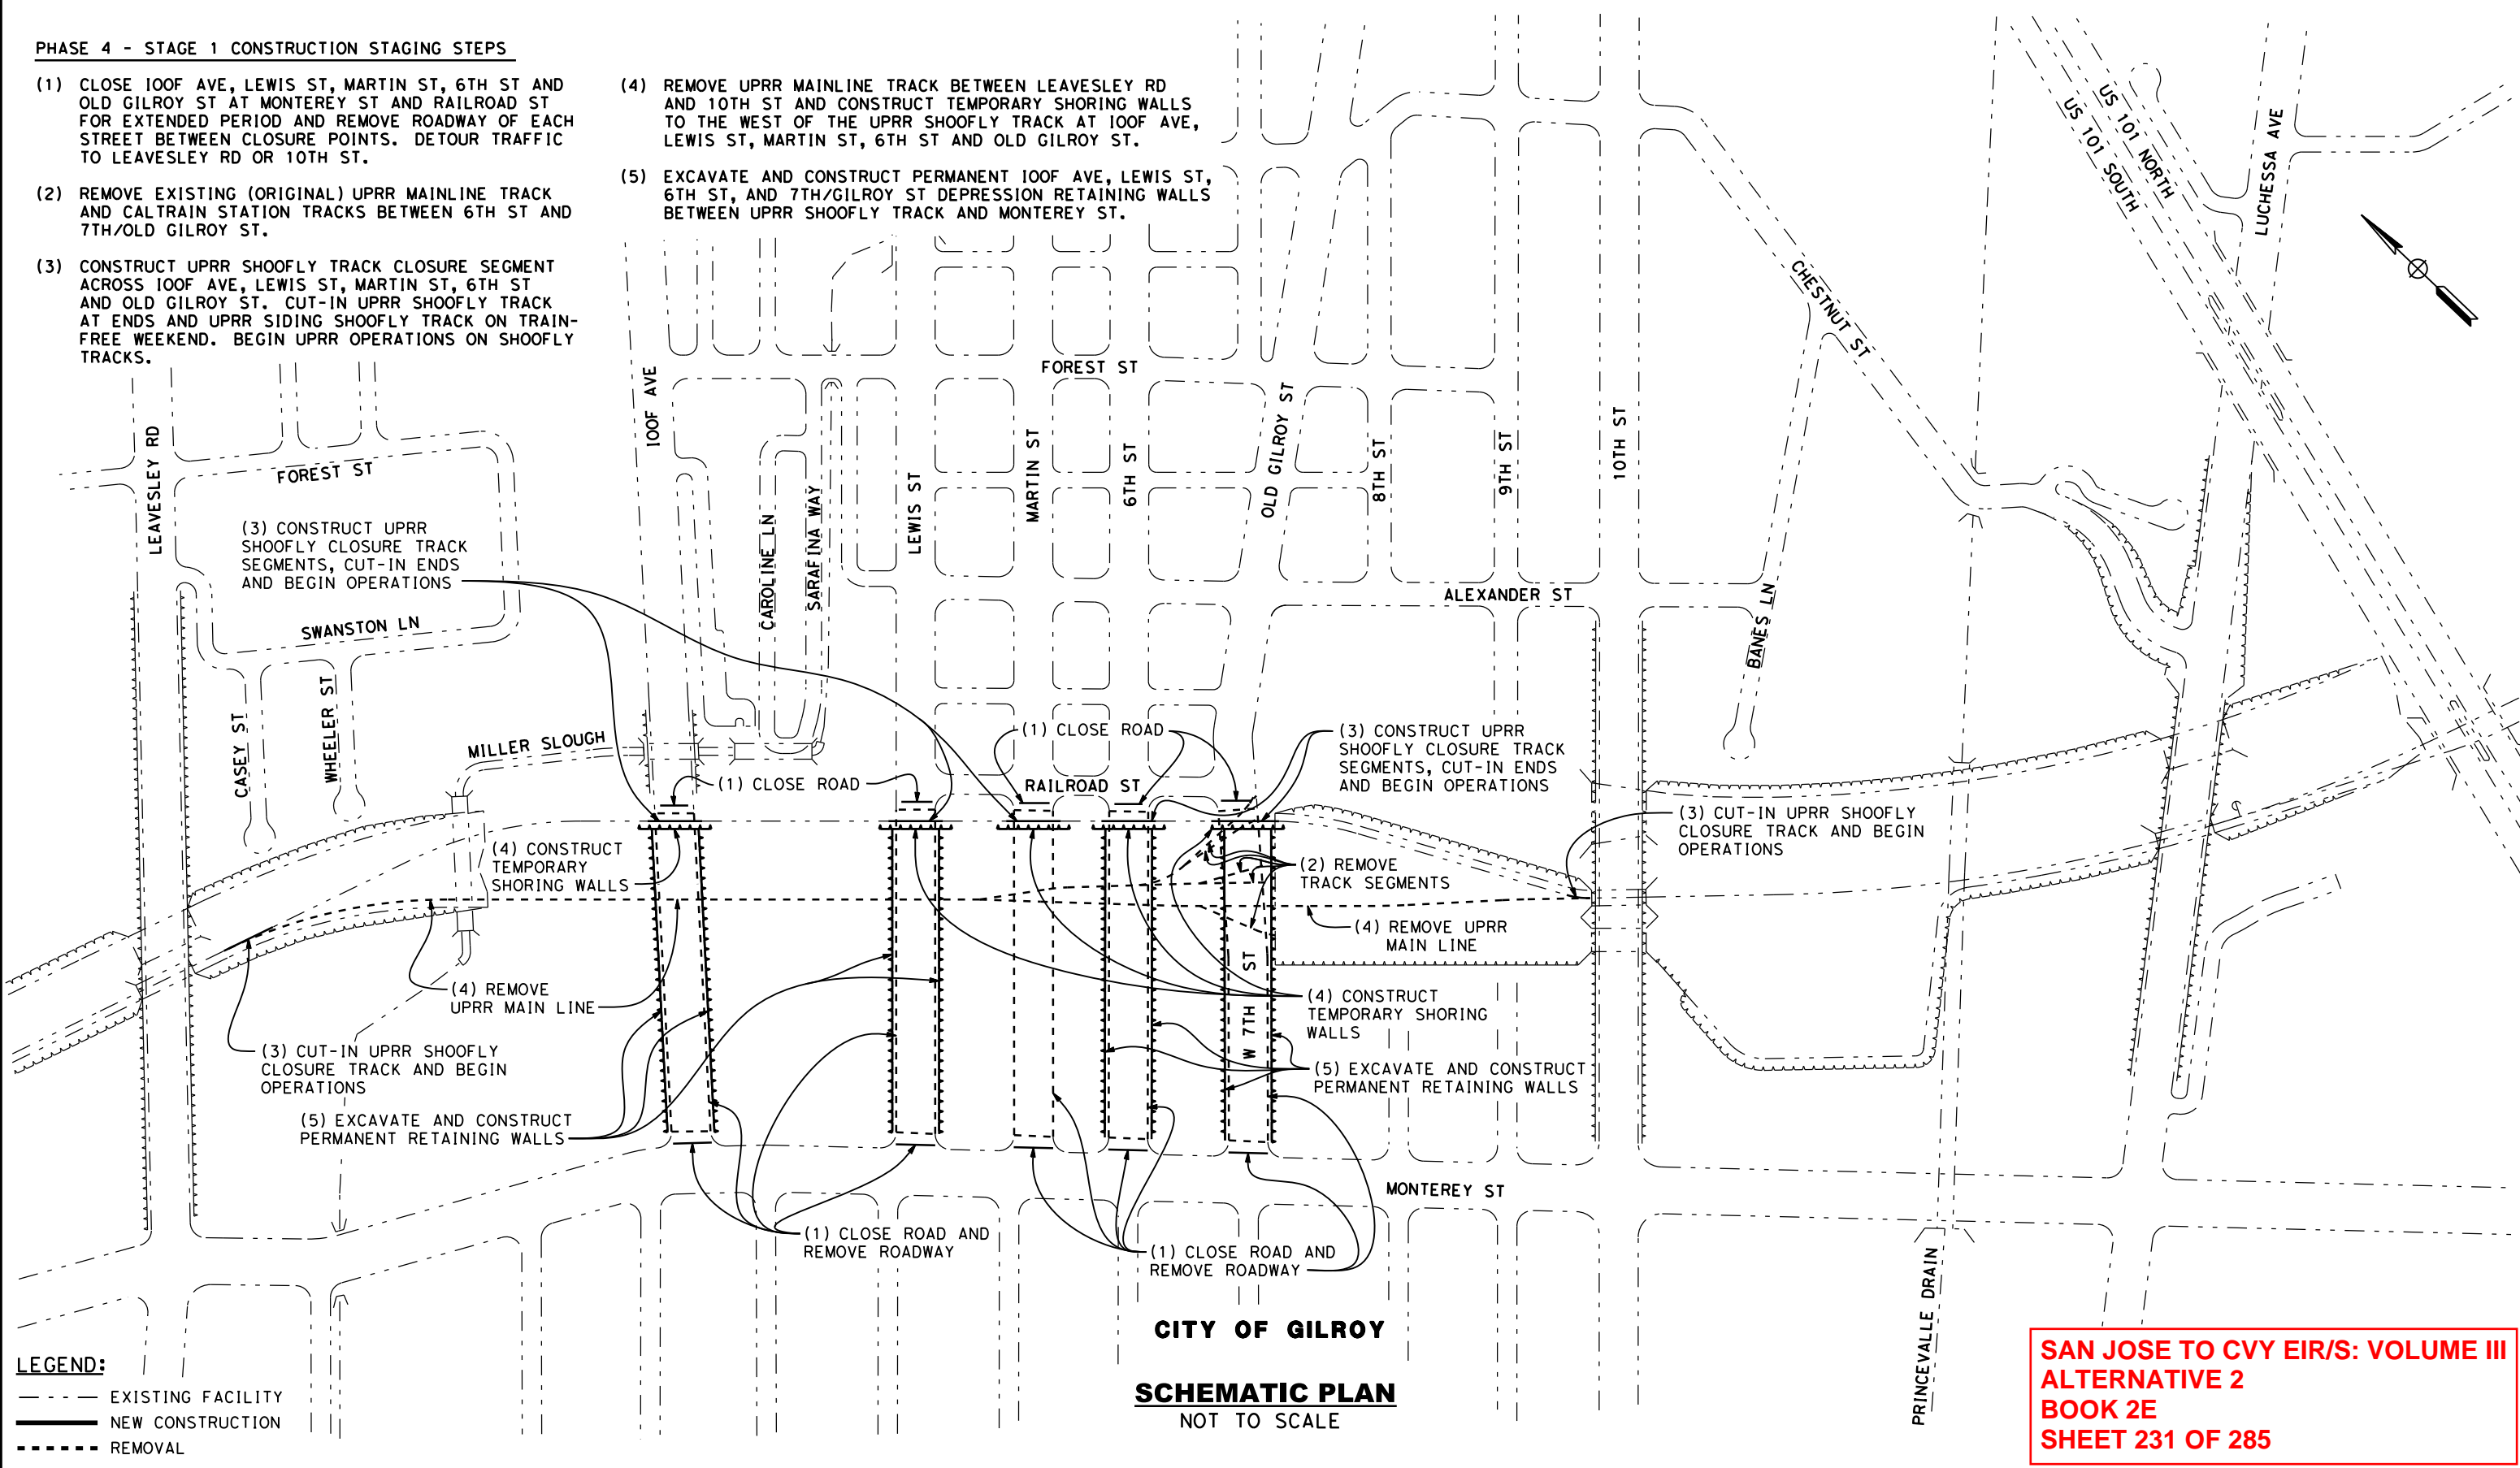 PHASE 4 - STAGE 1 CONSTRUCTION STAGING STEPS
(1) CLOSE IOOF AVE, LEWIS ST, MARTIN ST, 6TH ST AND
OLD GILROY ST AT MONTEREY ST AND RAILROAD ST
FOR EXTENDED PERIOD AND REMOVE ROADWAY OF EACH
STREET BETWEEN CLOSURE POINTS. DETOUR TRAFFIC
TO LEAVESLEY RD OR 10TH ST.
(2) REMOVE EXISTING (ORIGINAL) UPRR MAINLINE TRACK
AND CALTRAIN STATION TRACKS BETWEEN 6TH ST AND
7TH/OLD GILROY ST.
(3) CONSTRUCT UPRR SHOOFLY TRACK CLOSURE SEGMENT
ACROSS IOOF AVE, LEWIS ST, MARTIN ST, 6TH ST
AND OLD GILROY ST. CUT-IN UPRR SHOOFLY TRACK
AT ENDS AND UPRR SIDING SHOOFLY TRACK ON TRAIN-
FREE WEEKEND. BEGIN UPRR OPERATIONS ON SHOOFLY
TRACKS.
(4) REMOVE UPRR MAINLINE TRACK BETWEEN LEAVESLEY RD
AND 10TH ST AND CONSTRUCT TEMPORARY SHORING WALLS
TO THE WEST OF THE UPRR SHOOFLY TRACK AT IOOF AVE,
LEWIS ST, MARTIN ST, 6TH ST AND OLD GILROY ST.
(5) EXCAVATE AND CONSTRUCT PERMANENT IOOF AVE, LEWIS ST,
6TH ST, AND 7TH/GILROY ST DEPRESSION RETAINING WALLS
BETWEEN UPRR SHOOFLY TRACK AND MONTEREY ST.
US 101 SOUTH
US 101 NORTH
LUCHESSA AVE
CHESTNUT ST
FOREST ST
IOOF AVE
LEAVESLEY RD
FOREST ST
LEWIS ST
MARTIN ST
6TH ST
OLD GILROY ST
8TH ST
9TH ST
10TH ST
CAROLINE LN
SARAFINA WAY
(3) CONSTRUCT UPRR
SHOOFLY CLOSURE TRACK
SEGMENTS, CUT-IN ENDS
AND BEGIN OPERATIONS
ALEXANDER ST
BANES LN
SWANSTON LN
CASEY ST
WHEELER ST
MILLER SLOUGH
(1) CLOSE ROAD
(1) CLOSE ROAD
RAILROAD ST
(3) CONSTRUCT UPRR
SHOOFLY CLOSURE TRACK
SEGMENTS, CUT-IN ENDS
AND BEGIN OPERATIONS
(3) CUT-IN UPRR SHOOFLY
CLOSURE TRACK AND BEGIN
OPERATIONS
(4) CONSTRUCT
TEMPORARY
SHORING WALLS
(2) REMOVE
TRACK SEGMENTS
(4) REMOVE UPRR
MAIN LINE
(4) REMOVE
UPRR MAIN LINE
W 7TH ST
(4) CONSTRUCT
TEMPORARY SHORING
WALLS
(3) CUT-IN UPRR SHOOFLY
CLOSURE TRACK AND BEGIN
OPERATIONS
(5) EXCAVATE AND CONSTRUCT
PERMANENT RETAINING WALLS
(5) EXCAVATE AND CONSTRUCT
PERMANENT RETAINING WALLS
MONTEREY ST
(1) CLOSE ROAD AND
REMOVE ROADWAY
(1) CLOSE ROAD AND
REMOVE ROADWAY
PRINCEVALLE DRAIN
CITY OF GILROY
SCHEMATIC PLAN
NOT TO SCALE
LEGEND:
EXISTING FACILITY
NEW CONSTRUCTION
REMOVAL
SAN JOSE TO CVY EIR/S: VOLUME III
ALTERNATIVE 2
BOOK 2E
SHEET 231 OF 285